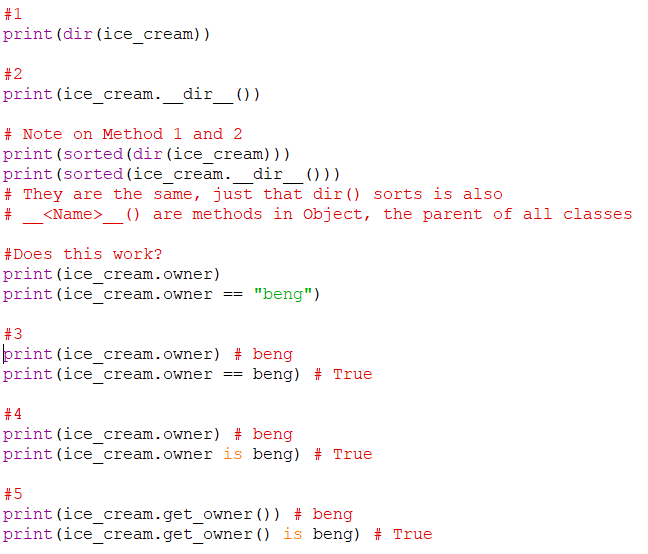 #1
print(dir(ice_cream))
#2
print(ice_cream.__dir__())
# Note on Method 1 and 2
print(sorted(dir(ice_cream)))
print(sorted(ice_cream.__dir__()))
# They are the same, just that dir() sorts is also
# __<Name>__() are methods in Object, the parent of all classes
#Does this work?
print(ice_cream.owner)
print(ice_cream.owner == "beng")
#3
print(ice_cream.owner) # beng
print(ice_cream.owner == beng) # True
#4
print(ice_cream.owner) # beng
print(ice_cream.owner is beng) # True
#5
print(ice_cream.get_owner()) # beng
print(ice_cream.get_owner() is beng) # True